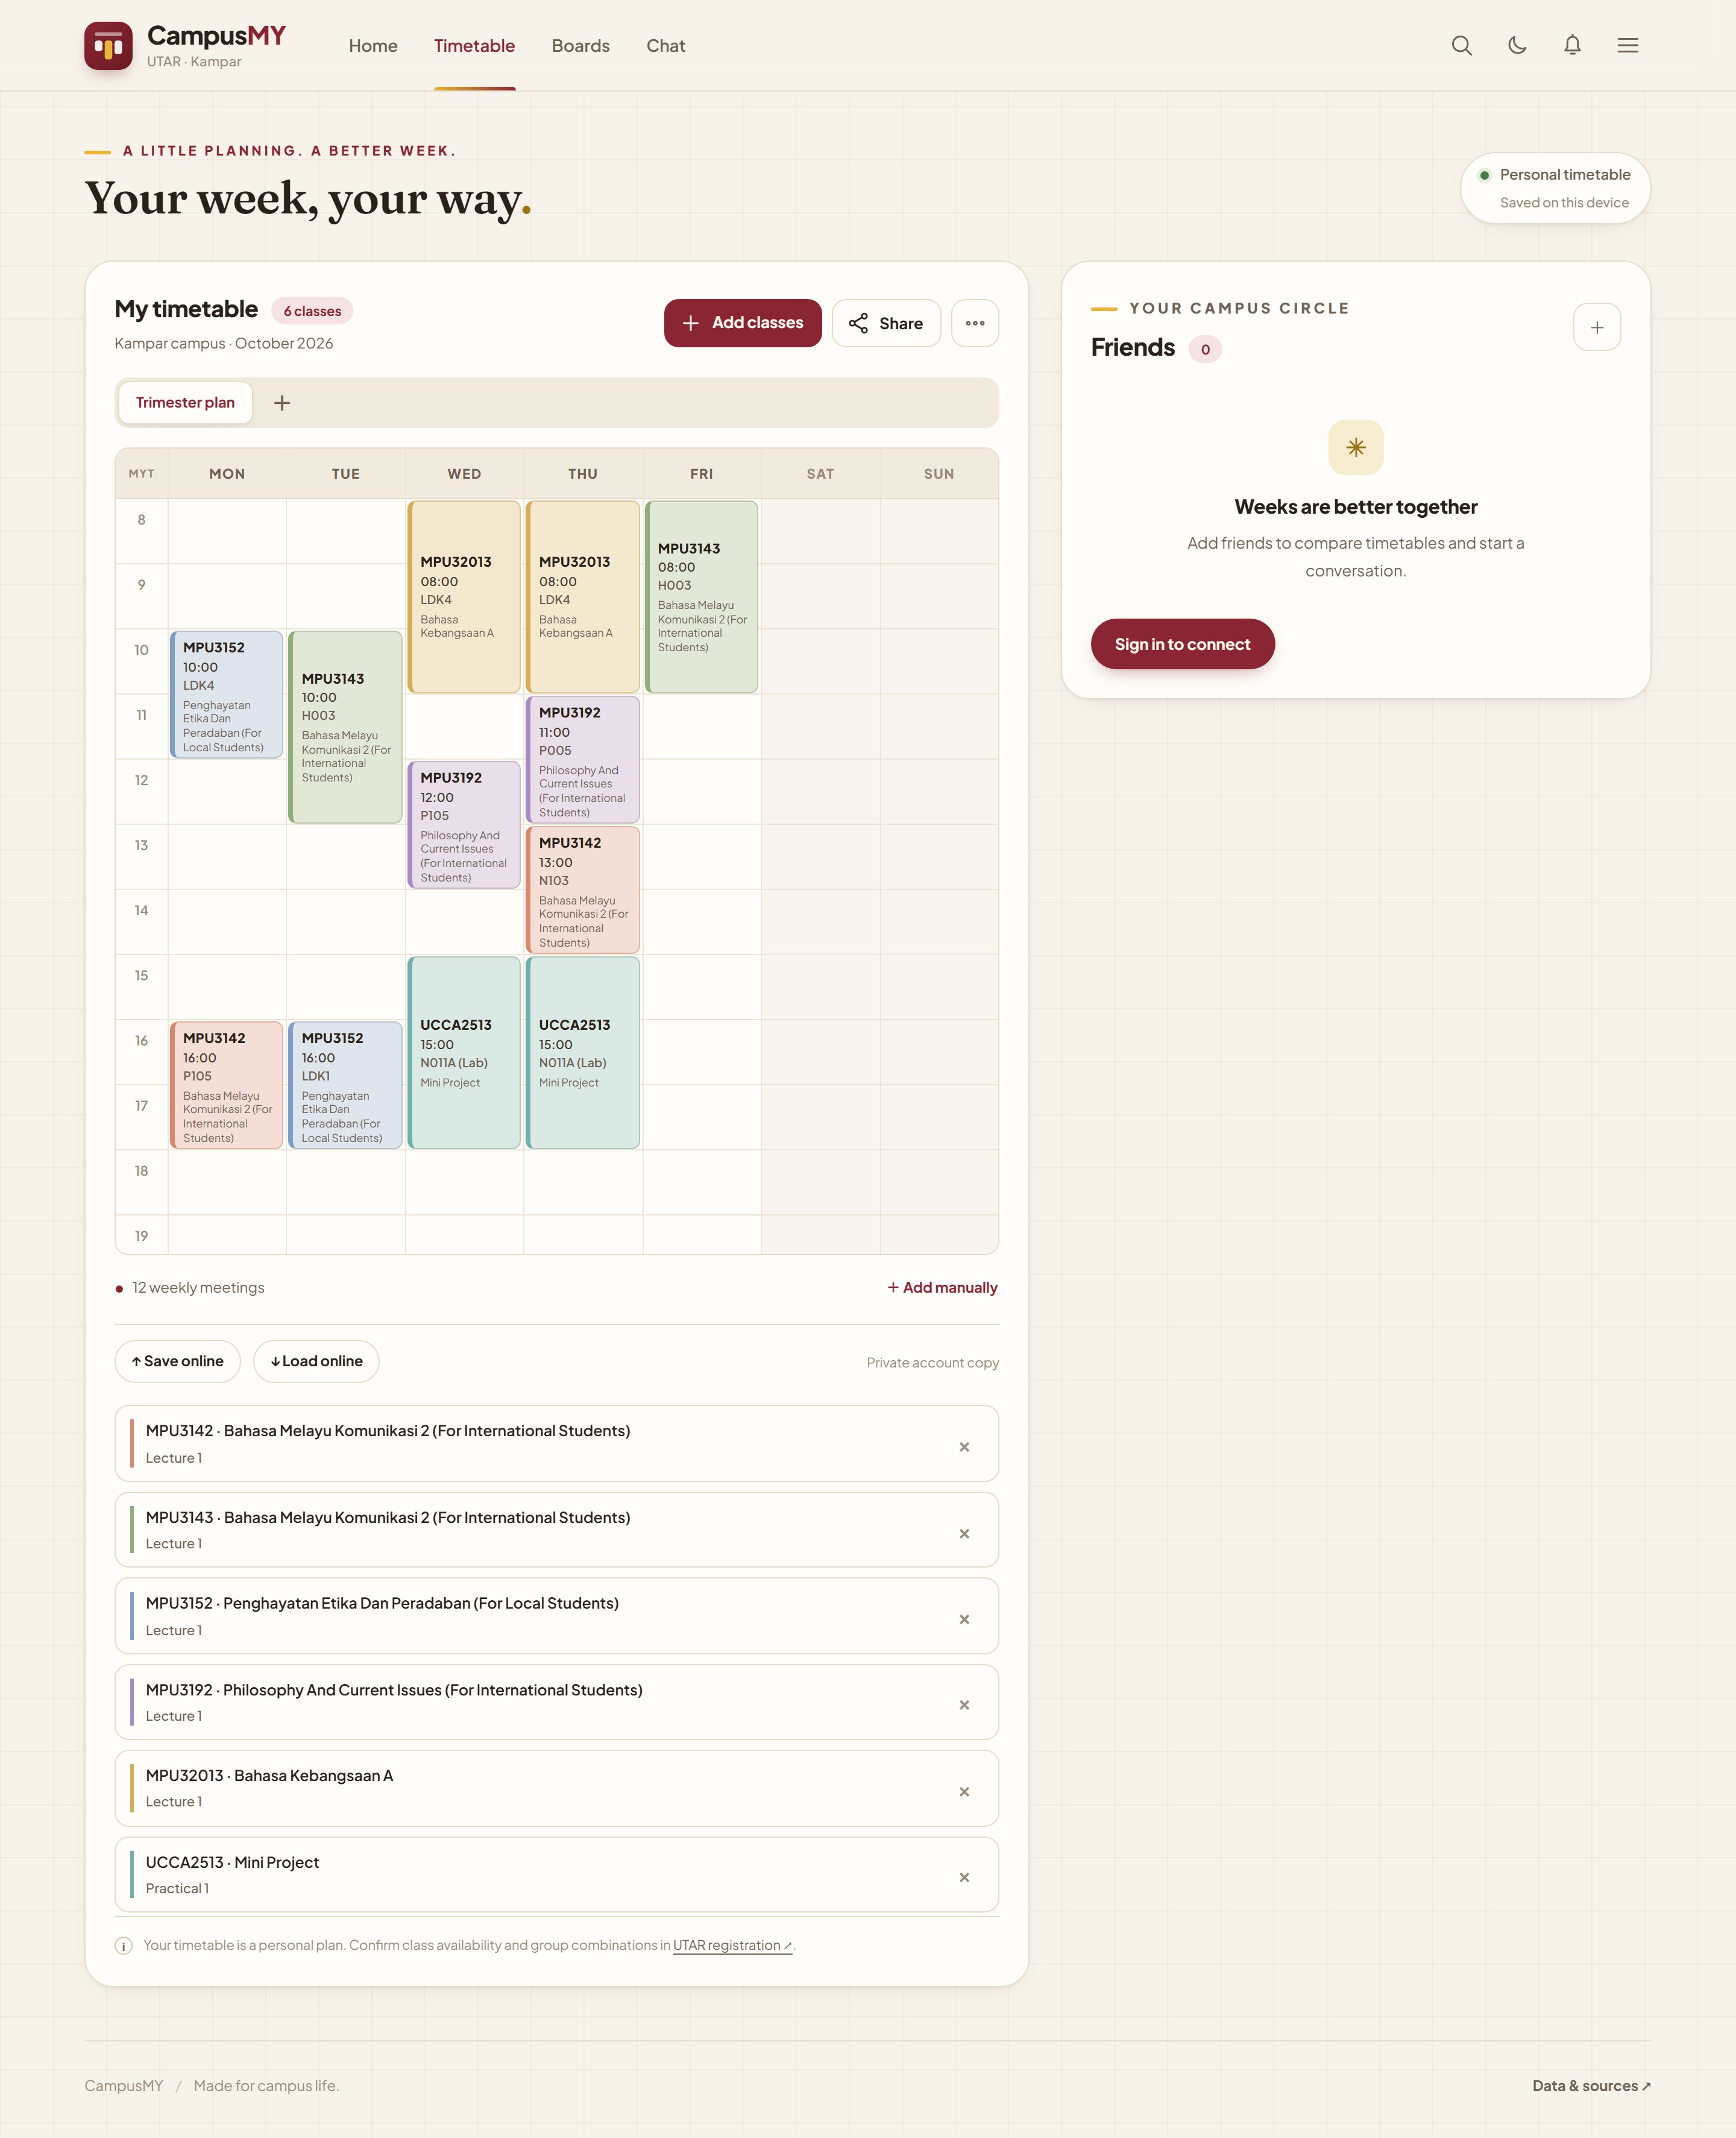 CampusMY
UTAR · Kampar
Home
Timetable
Boards
Chat
A LITTLE PLANNING. A BETTER WEEK.
Your week, your way.
Personal timetable
Saved on this device
My timetable
6 classes
Kampar campus · October 2026
+ Add classes
Share
Trimester plan
+
MYT MON TUE WED THU FRI SAT SUN
8
9
10
11
12
13
14
15
16
17
18
19
MPU3152
10:00
LDK4
Penghayatan
Etika Dan
Peradaban (For
Local Students)
MPU3142
16:00
P105
Bahasa Melayu
Komunikasi 2 (For
International
Students)
MPU3143
10:00
H003
Bahasa Melayu
Komunikasi 2 (For
International
Students)
MPU3152
16:00
LDK1
Penghayatan
Etika Dan
Peradaban (For
Local Students)
MPU32013
08:00
LDK4
Bahasa
Kebangsaan A
MPU3192
12:00
P105
Philosophy And
Current Issues
(For International
Students)
UCCA2513
15:00
N011A (Lab)
Mini Project
MPU32013
08:00
LDK4
Bahasa
Kebangsaan A
MPU3192
11:00
P005
Philosophy And
Current Issues
(For International
Students)
MPU3142
13:00
N103
Bahasa Melayu
Komunikasi 2 (For
International
Students)
UCCA2513
15:00
N011A (Lab)
Mini Project
MPU3143
08:00
H003
Bahasa Melayu
Komunikasi 2 (For
International
Students)
12 weekly meetings
+ Add manually
↑ Save online
↓ Load online
Private account copy
MPU3142 · Bahasa Melayu Komunikasi 2 (For International Students)
Lecture 1
×
MPU3143 · Bahasa Melayu Komunikasi 2 (For International Students)
Lecture 1
×
MPU3152 · Penghayatan Etika Dan Peradaban (For Local Students)
Lecture 1
×
MPU3192 · Philosophy And Current Issues (For International Students)
Lecture 1
×
MPU32013 · Bahasa Kebangsaan A
Lecture 1
×
UCCA2513 · Mini Project
Practical 1
×
Your timetable is a personal plan. Confirm class availability and group combinations in UTAR registration ↗.
YOUR CAMPUS CIRCLE
Friends
0
+
Weeks are better together
Add friends to compare timetables and start a
conversation.
Sign in to connect
CampusMY / Made for campus life.
Data & sources ↗